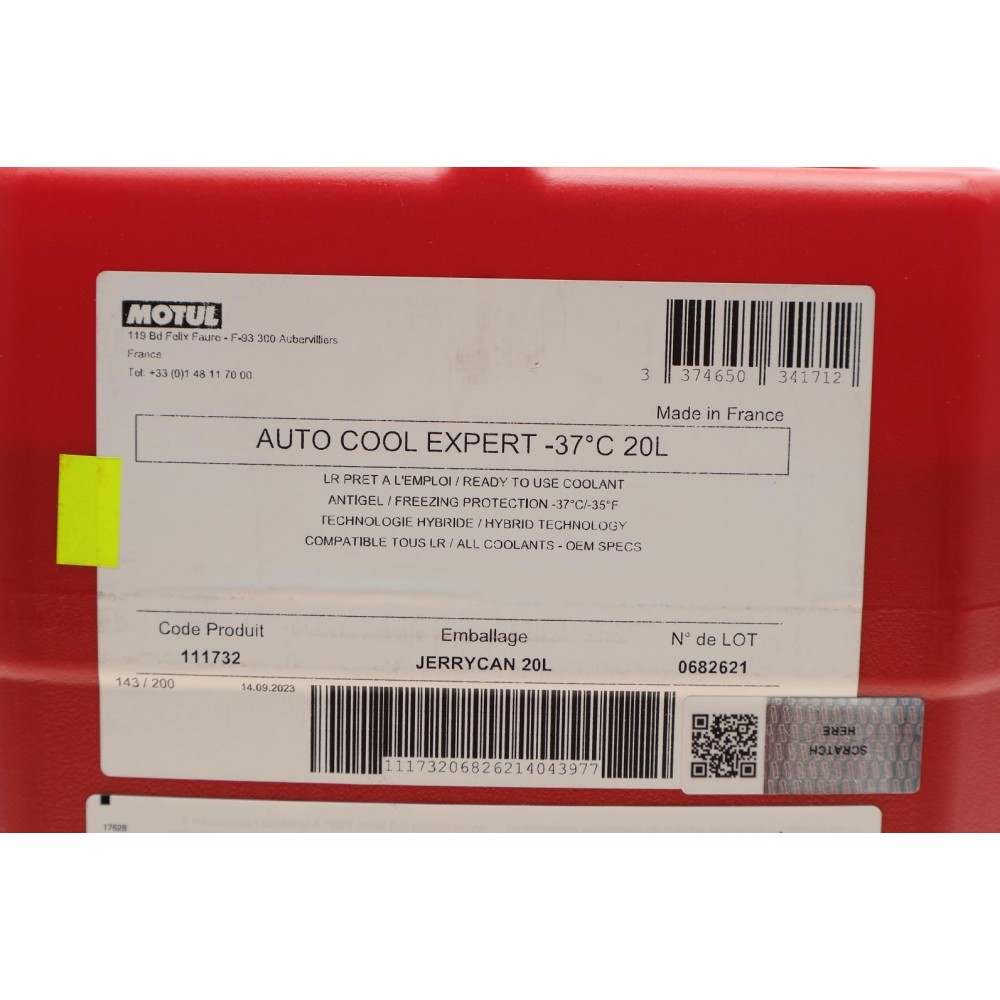 MOTUL
119 Bd Felix Faure - F-93 300 Aubervilliers
France
Tel: +33 (0)1 48 11 70 00
3 374650 341712
Made in France
AUTO COOL EXPERT -37°C 20L
LR PRET A L'EMPLOI / READY TO USE COOLANT
ANTIGEL / FREEZING PROTECTION -37°C/-35°F
TECHNOLOGIE HYBRIDE / HYBRID TECHNOLOGY
COMPATIBLE TOUS LR / ALL COOLANTS - OEM SPECS
Code Produit Emballage N° de LOT
111732 JERRYCAN 20L 0682621
143 / 200 14.09.2023
11173206826214043977
SCRATCH
HERE
17628